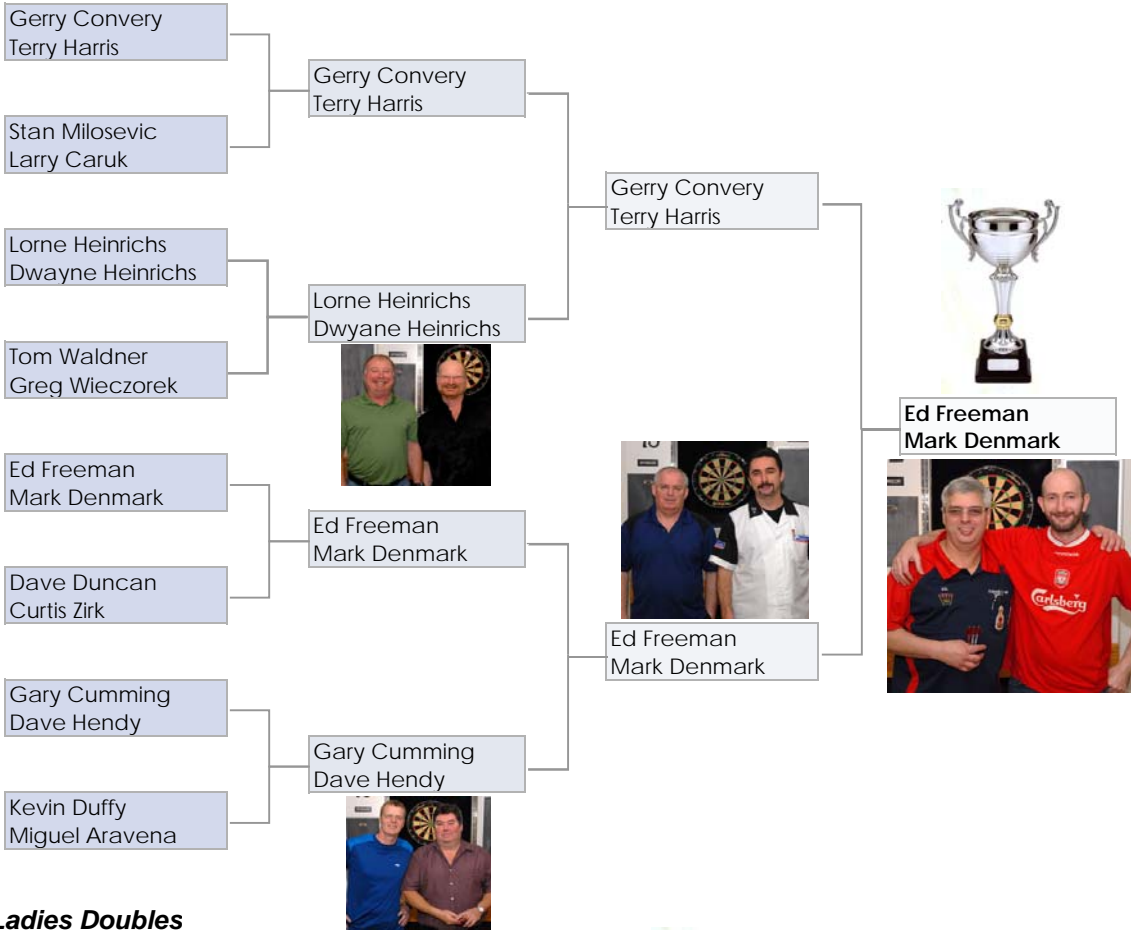 Gerry Convery
Terry Harris
Stan Milosevic
Larry Caruk
Lorne Heinrichs
Dwayne Heinrichs
Tom Waldner
Greg Wieczorek
Ed Freeman
Mark Denmark
Dave Duncan
Curtis Zirk
Gary Cumming
Dave Hendy
Kevin Duffy
Miguel Aravena
Gerry Convery
Terry Harris
Lorne Heinrichs
Dwyane Heinrichs
Ed Freeman
Mark Denmark
Gary Cumming
Dave Hendy
Gerry Convery
Terry Harris
Ed Freeman
Mark Denmark
Ed Freeman
Mark Denmark
Carlsberg
Ladies Doubles